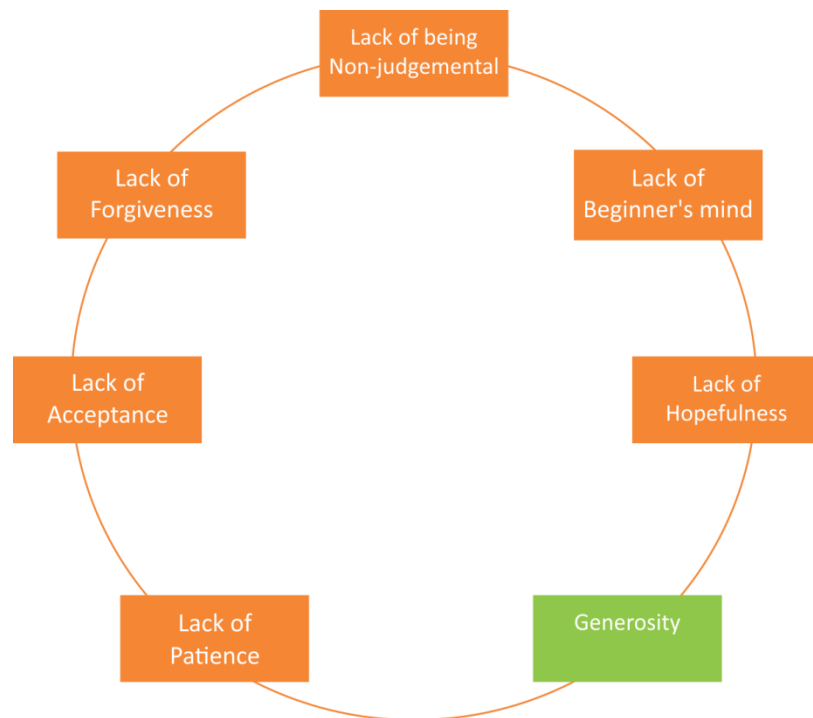 Lack of being
Non-judgemental
Lack of
Beginner's mind
Lack of
Hopefulness
Generosity
Lack of
Patience
Lack of
Acceptance
Lack of
Forgiveness